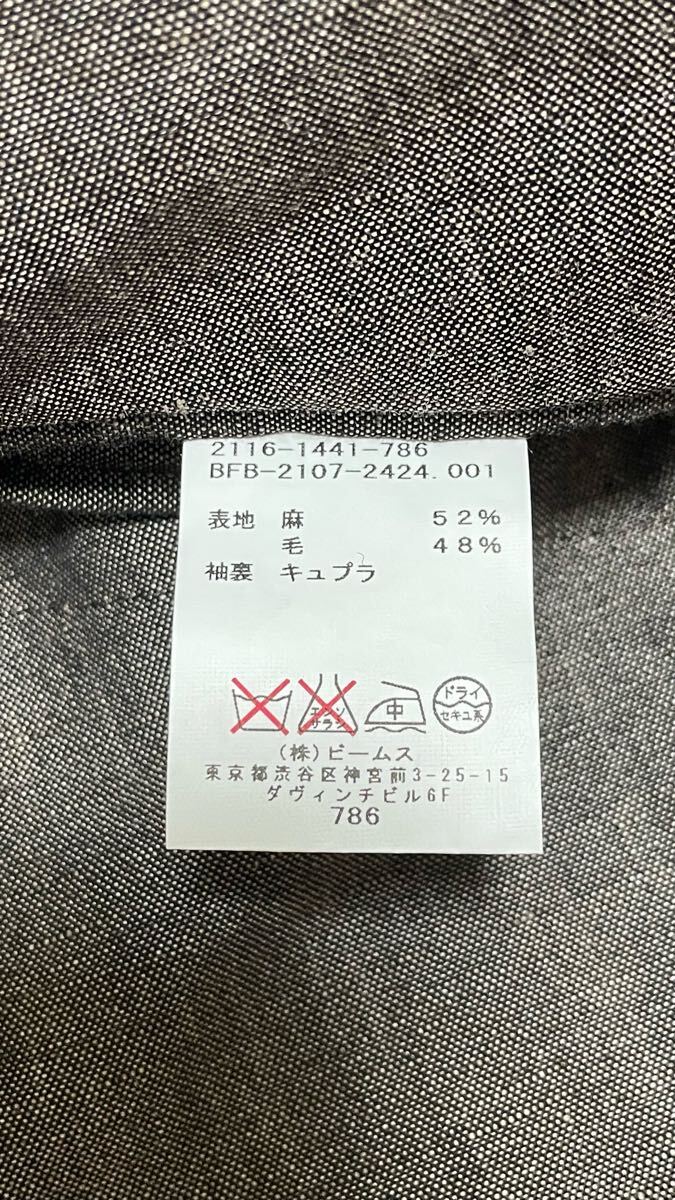 2116-1441-786
BFB-2107-2424.001
表地 麻 52%
毛 48%
袖裏 キュプラ
エンソ
サラシ
中
ドライ
セキユ系
(株)ビームス
東京都渋谷区神宮前3-25-15
ダヴィンチビル6F
786